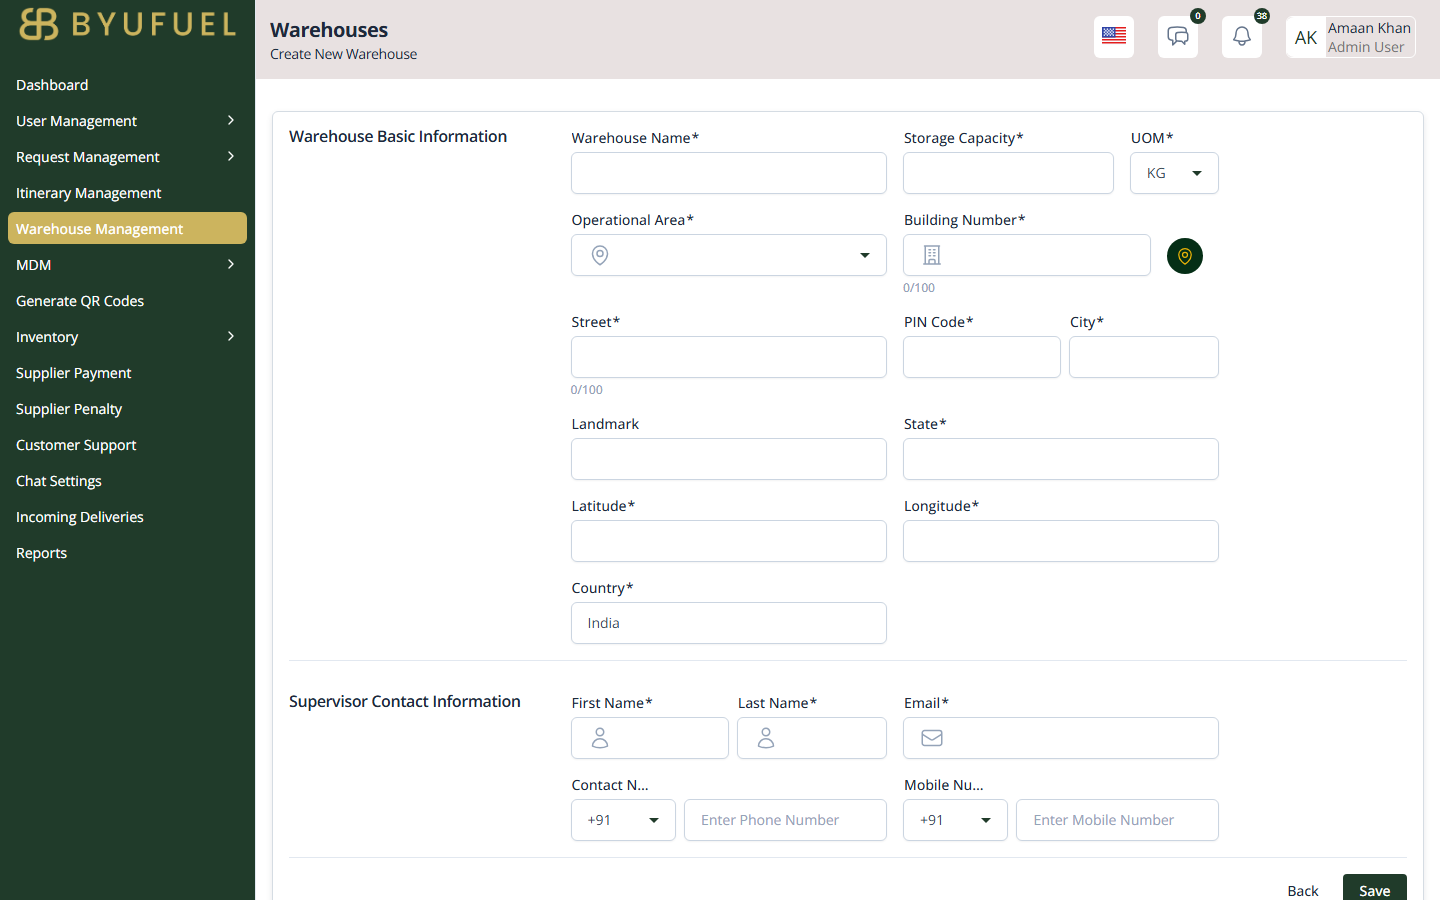 BYUFUEL
Warehouses
Create New Warehouse
0
38
AK
Amaan Khan
Admin User
Dashboard
User Management
Request Management
Itinerary Management
Warehouse Management
MDM
Generate QR Codes
Inventory
Supplier Payment
Supplier Penalty
Customer Support
Chat Settings
Incoming Deliveries
Reports
Warehouse Basic Information
Warehouse Name*
Storage Capacity*
UOM*
KG
Operational Area*
Building Number*
0/100
Street*
PIN Code*
City*
0/100
Landmark
State*
Latitude*
Longitude*
Country*
India
Supervisor Contact Information
First Name*
Last Name*
Email*
Contact N...
Mobile Nu...
+91
Enter Phone Number
+91
Enter Mobile Number
Back
Save